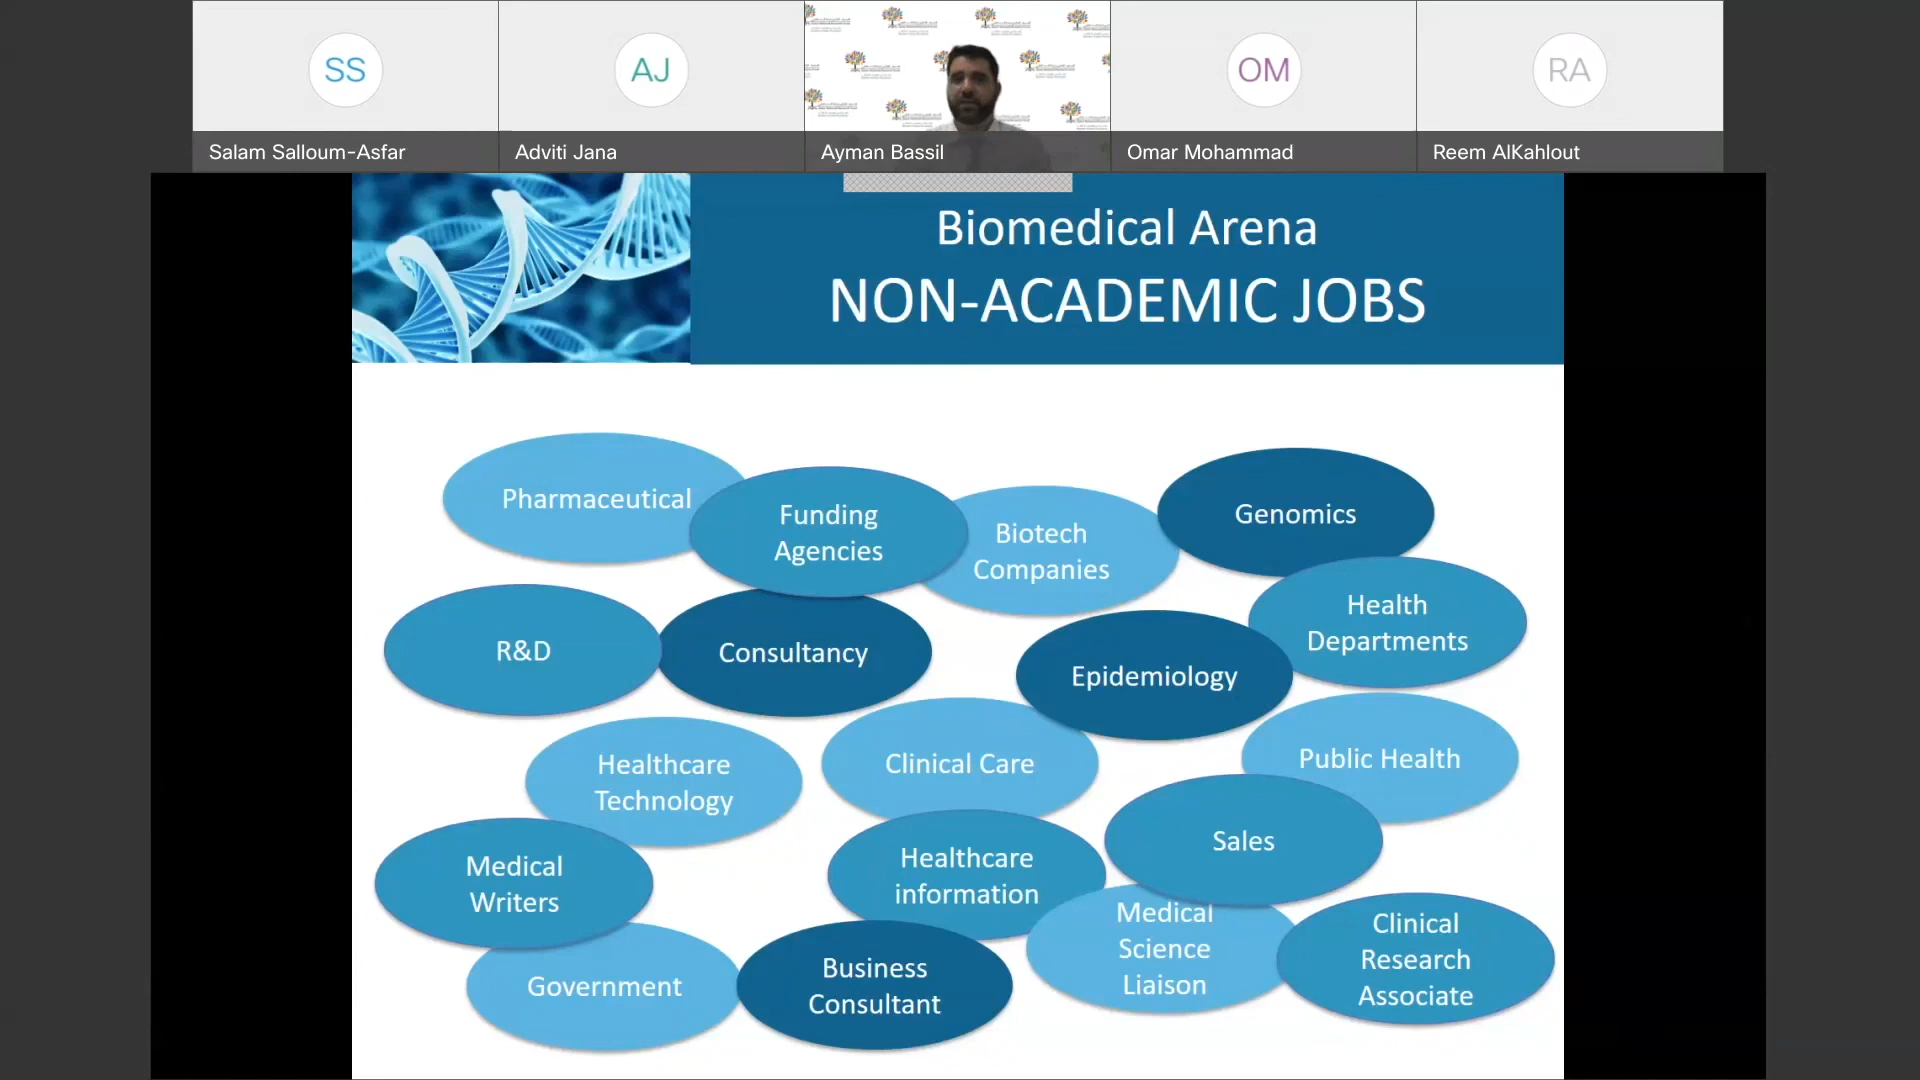 SS
AJ
OM
RA
Salam Salloum-Asfar
Adviti Jana
Ayman Bassil
Omar Mohammad
Reem AlKahlout
Biomedical Arena
NON-ACADEMIC JOBS
Pharmaceutical
Funding
Agencies
Biotech
Companies
Genomics
Health
Departments
R&D
Consultancy
Epidemiology
Healthcare
Technology
Clinical Care
Public Health
Medical
Writers
Healthcare
information
Sales
Government
Business
Consultant
Medical
Science
Liaison
Clinical
Research
Associate